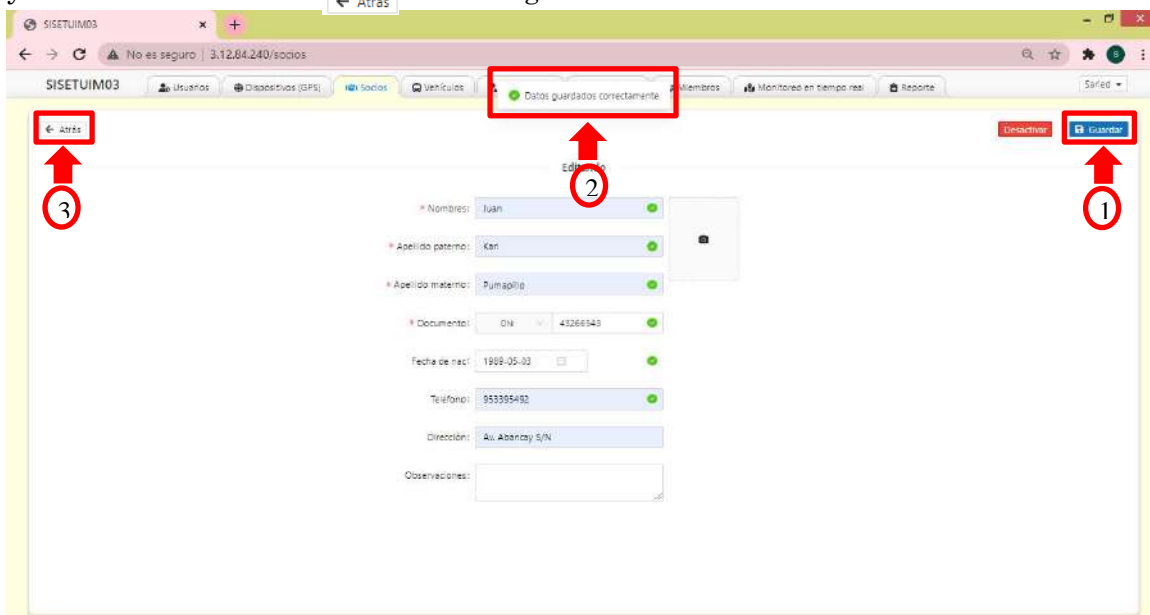 ← Atrás
SISETUIM03
No es seguro | 3.12.84.240/socios
SISETUIM03 Usuarios Dispositivos (GPS) Socios Vehículos Miembros Monitoreo en tiempo real Reporte Saried
Datos guardados correctamente
← Atrás Desactivar Guardar
Editando
3 2 1
* Nombres: Juan
* Apellido paterno: Kari
* Apellido materno:
* Documento: DNI 43266543
Fecha de nac: 1989-05-03
Teléfono: 953395492
Dirección: Av. Abancay S/N
Observaciones: